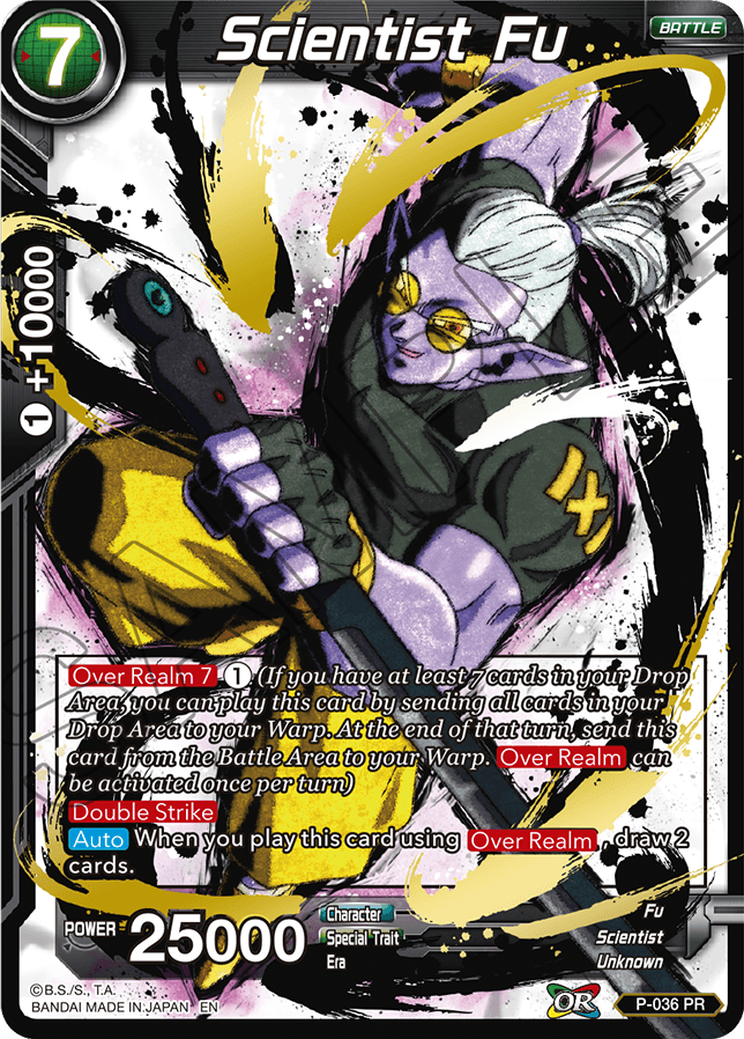 7
Scientist Fu
BATTLE
1 +10000
Over Realm 7 1 (If you have at least 7 cards in your Drop
Area, you can play this card by sending all cards in your
Drop Area to your Warp. At the end of that turn, send this
card from the Battle Area to your Warp. Over Realm can
be activated once per turn)
Double Strike
Auto When you play this card using Over Realm , draw 2
cards.
POWER 25000
Character Fu
Special Trait Scientist
Era Unknown
©B.S./S., T.A.
BANDAI MADE IN JAPAN EN
OR P-036 PR